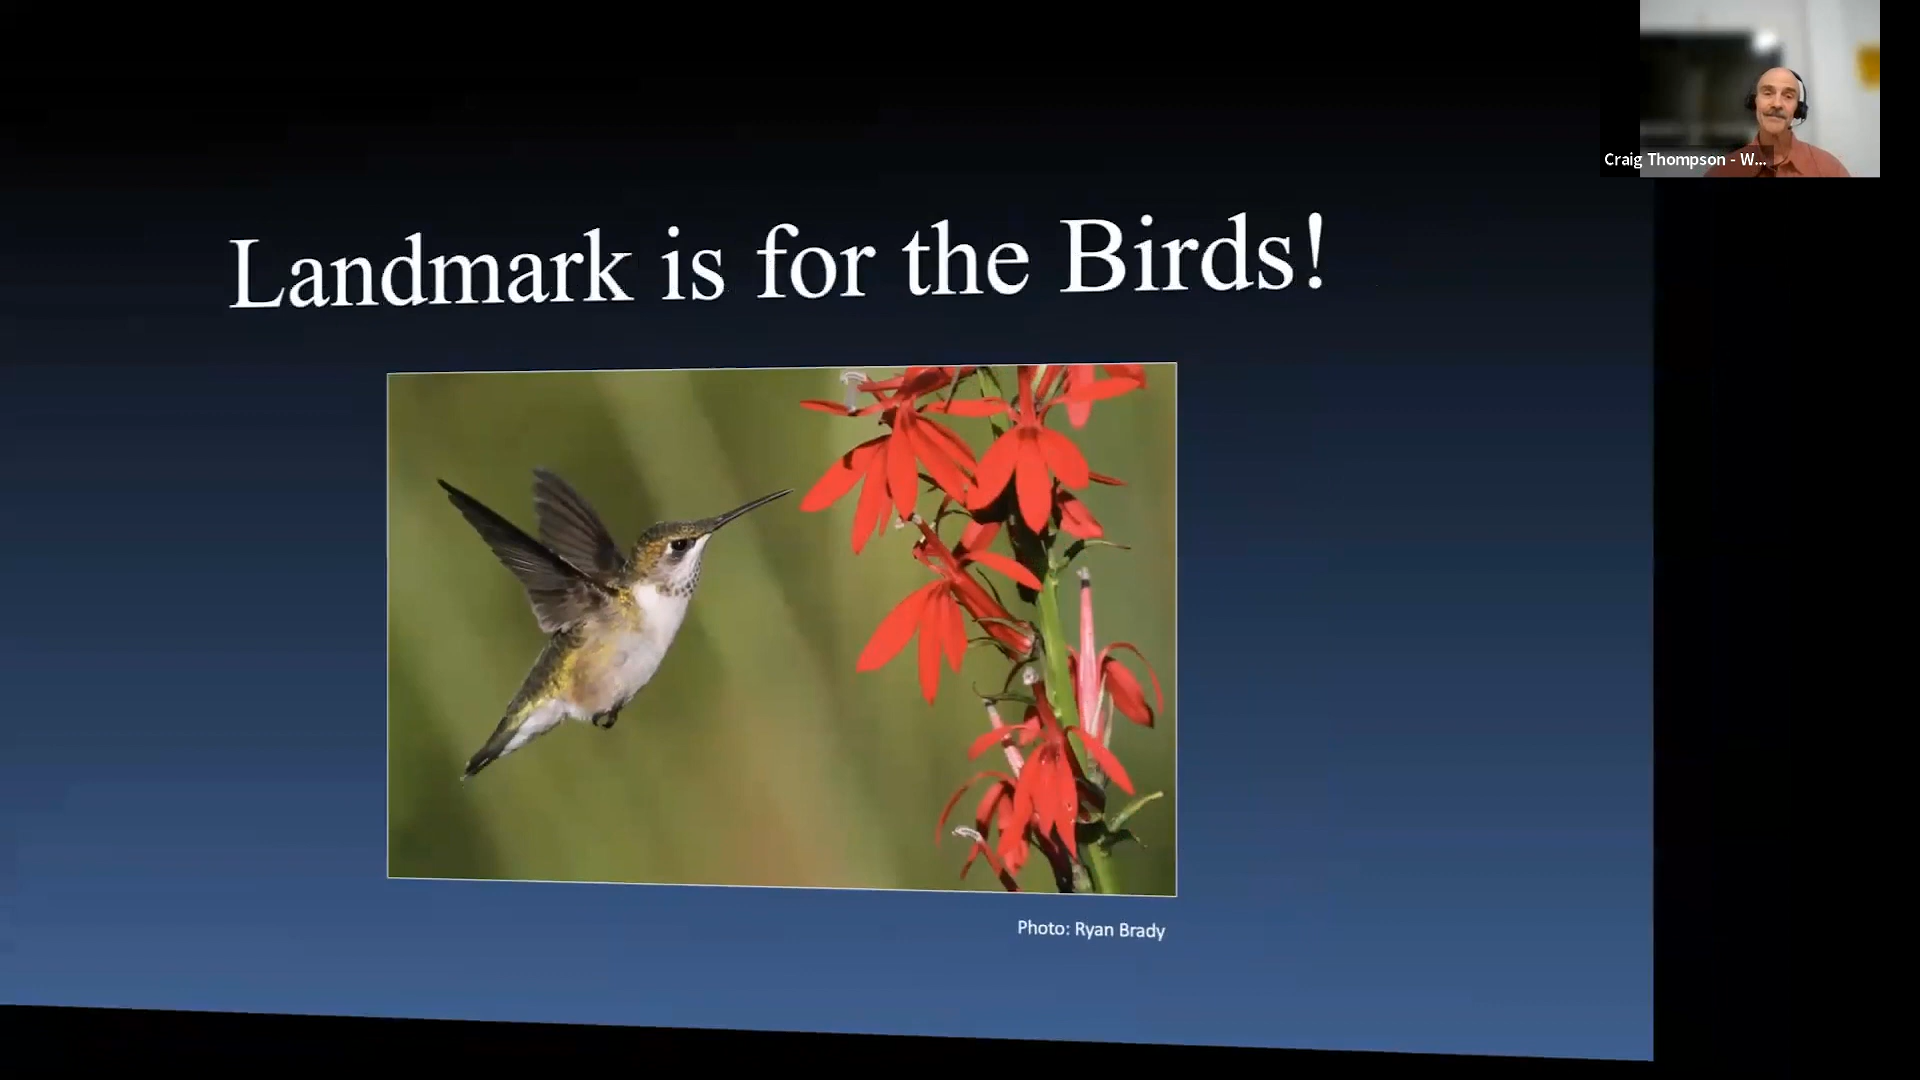 Craig Thompson - W...
Landmark is for the Birds!
Photo: Ryan Brady